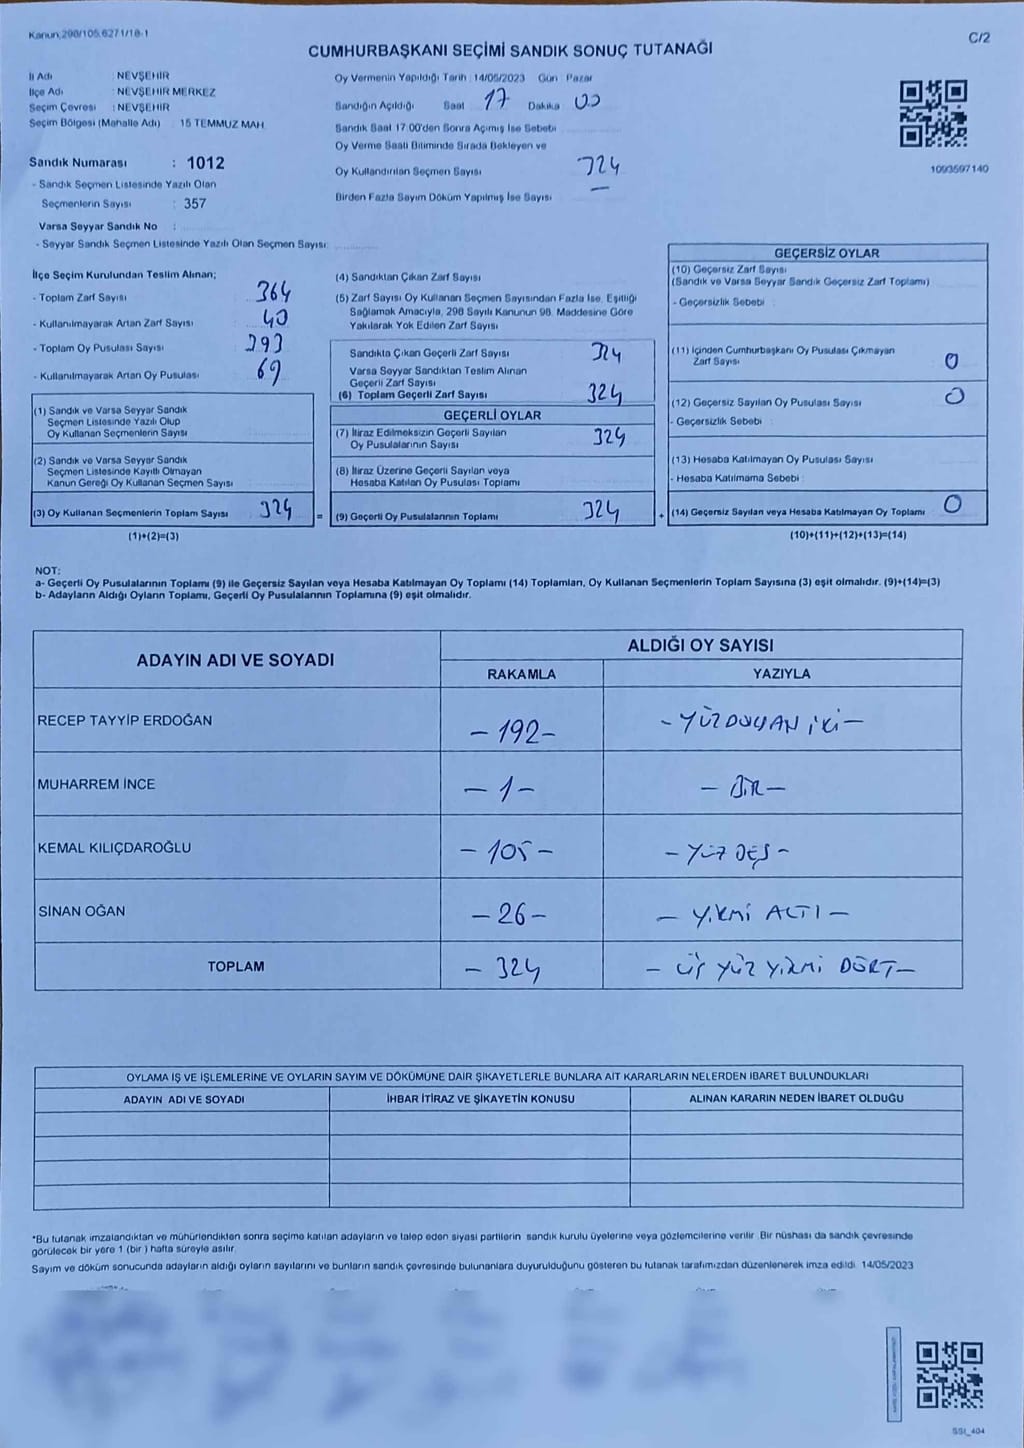 Kanun,298/105,6271/18-1
C/2
CUMHURBAŞKANI SEÇİMİ SANDIK SONUÇ TUTANAĞI
İl Adı : NEVŞEHİR
İlçe Adı : NEVŞEHİR MERKEZ
Seçim Çevresi : NEVŞEHİR
Seçim Bölgesi (Mahalle Adı) : 15 TEMMUZ MAH.
Sandık Numarası : 1012
- Sandık Seçmen Listesinde Yazılı Olan
Seçmenlerin Sayısı : 357
Varsa Seyyar Sandık No :
- Seyyar Sandık Seçmen Listesinde Yazılı Olan Seçmen Sayısı:
Oy Vermenin Yapıldığı Tarih : 14/05/2023 Gün : Pazar
Sandığın Açıldığı Saat 17 Dakika 00
Sandık Saat 17:00'den Sonra Açımış İse Sebebi
Oy Verme Saati Bitiminde Sırada Bekleyen ve
Oy Kullandırılan Seçmen Sayısı 324
Birden Fazla Sayım Döküm Yapılmış İse Sayısı —
1093597140
İlçe Seçim Kurulundan Teslim Alınan;
- Toplam Zarf Sayısı 364
- Kullanılmayarak Artan Zarf Sayısı 40
- Toplam Oy Pusulası Sayısı 393
- Kullanılmayarak Artan Oy Pusulası 69
(1) Sandık ve Varsa Seyyar Sandık
Seçmen Listesinde Yazılı Olup
Oy Kullanan Seçmenlerin Sayısı
(2) Sandık ve Varsa Seyyar Sandık
Seçmen Listesinde Kayıtlı Olmayan
Kanun Gereği Oy Kullanan Seçmen Sayısı
(3) Oy Kullanan Seçmenlerin Toplam Sayısı 324
(1)+(2)=(3)
(4) Sandıktan Çıkan Zarf Sayısı
(5) Zarf Sayısı Oy Kullanan Seçmen Sayısından Fazla İse, Eşitliği
Sağlamak Amacıyla, 298 Sayılı Kanunun 98. Maddesine Göre
Yakılarak Yok Edilen Zarf Sayısı
Sandıkta Çıkan Geçerli Zarf Sayısı 324
Varsa Seyyar Sandıktan Teslim Alınan
Geçerli Zarf Sayısı
(6) Toplam Geçerli Zarf Sayısı 324
GEÇERLİ OYLAR
(7) İtiraz Edilmeksizin Geçerli Sayılan
Oy Pusulalarının Sayısı 324
(8) İtiraz Üzerine Geçerli Sayılan veya
Hesaba Katılan Oy Pusulası Toplamı
= (9) Geçerli Oy Pusulalarının Toplamı 324
GEÇERSİZ OYLAR
(10) Geçersiz Zarf Sayısı
(Sandık ve Varsa Seyyar Sandık Geçersiz Zarf Toplamı)
- Geçersizlik Sebebi :
(11) İçinden Cumhurbaşkanı Oy Pusulası Çıkmayan
Zarf Sayısı 0
(12) Geçersiz Sayılan Oy Pusulası Sayısı 0
- Geçersizlik Sebebi :
(13) Hesaba Katılmayan Oy Pusulası Sayısı
- Hesaba Katılmama Sebebi :
+ (14) Geçersiz Sayılan veya Hesaba Katılmayan Oy Toplamı 0
(10)+(11)+(12)+(13)=(14)
NOT:
a- Geçerli Oy Pusulalarının Toplamı (9) ile Geçersiz Sayılan veya Hesaba Katılmayan Oy Toplamı (14) Toplamları, Oy Kullanan Seçmenlerin Toplam Sayısına (3) eşit olmalıdır. (9)+(14)=(3)
b- Adayların Aldığı Oyların Toplamı, Geçerli Oy Pusulalarının Toplamına (9) eşit olmalıdır.
ADAYIN ADI VE SOYADI
ALDIĞI OY SAYISI
RAKAMLA YAZIYLA
RECEP TAYYİP ERDOĞAN -192- -YÜZDOKSAN İKİ-
MUHARREM İNCE -1- -BİR-
KEMAL KILIÇDAROĞLU -105- -YÜZ BEŞ-
SİNAN OĞAN -26- -YİRMİ ALTI-
TOPLAM -324 -ÜÇ YÜZ YİRMİ DÖRT-
OYLAMA İŞ VE İŞLEMLERİNE VE OYLARIN SAYIM VE DÖKÜMÜNE DAİR ŞİKAYETLERLE BUNLARA AİT KARARLARIN NELERDEN İBARET BULUNDUKLARI
ADAYIN ADI VE SOYADI İHBAR İTİRAZ VE ŞİKAYETİN KONUSU ALINAN KARARIN NEDEN İBARET OLDUĞU
*Bu tutanak imzalandıktan ve mühürlendikten sonra seçime katılan adayların ve talep eden siyasi partilerin sandık kurulu üyelerine veya gözlemcilerine verilir. Bir nüshası da sandık çevresinde
görülecek bir yere 1 (bir ) hafta süreyle asılır.
Sayım ve döküm sonucunda adayların aldığı oyların sayılarını ve bunların sandık çevresinde bulunanlara duyurulduğunu gösteren bu tutanak tarafımızdan düzenlenerek imza edildi. 14/05/2023
SSI_404